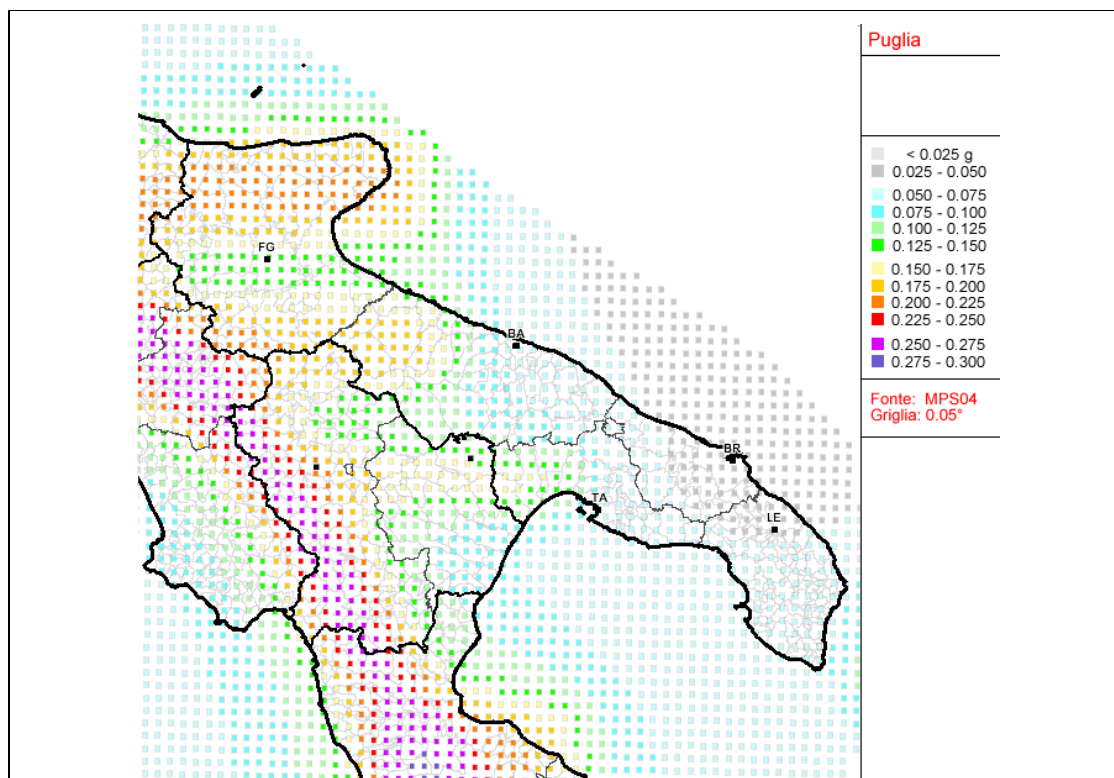 Puglia
< 0.025 g
0.025 - 0.050
0.050 - 0.075
0.075 - 0.100
0.100 - 0.125
0.125 - 0.150
0.150 - 0.175
0.175 - 0.200
0.200 - 0.225
0.225 - 0.250
0.250 - 0.275
0.275 - 0.300
Fonte: MPS04
Griglia: 0.05°
FG
BA
BR
TA
LE